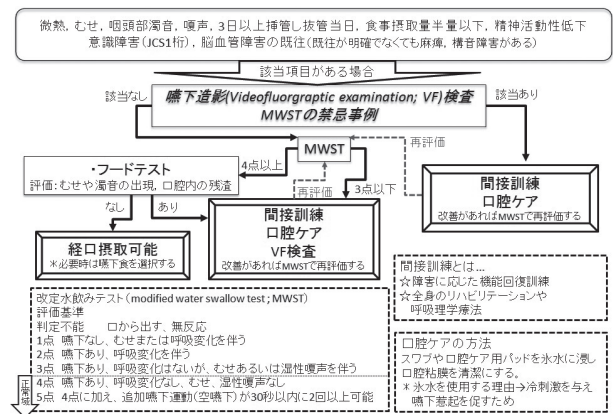 微熱，むせ，咽頭部濁音，嗄声，3日以上挿管し抜管当日，食事摂取量半量以下，精神活動性低下
意識障害（JCS1桁），脳血管障害の既往（既往が明確でなくても麻痺，構音障害がある）
該当項目がある場合
該当なし
嚥下造影(Videofluorgraptic examination; VF)検査
MWSTの禁忌事例
該当あり
MWST
再評価
4点以上
・フードテスト
評価：むせや濁音の出現，口腔内の残渣
再評価
3点以下
なし
あり
間接訓練
口腔ケア
改善があればMWSTで再評価する
経口摂取可能
＊必要時は嚥下食を選択する
間接訓練
口腔ケア
VF検査
改善があればMWSTで再評価する
間接訓練とは…
☆障害に応じた機能回復訓練
☆全身のリハビリテーションや
呼吸理学療法
改定水飲みテスト（modified water swallow test；MWST）
評価基準
判定不能　口から出す、無反応
1点　嚥下なし、むせまたは呼吸変化を伴う
2点　嚥下あり、呼吸変化を伴う
3点　嚥下あり、呼吸変化はないが、むせあるいは湿性嗄声を伴う
4点　嚥下あり、呼吸変化なし、むせ、湿性嗄声なし
5点　4点に加え、追加嚥下運動（空嚥下）が30秒以内に2回以上可能
正常域
口腔ケアの方法
スワブや口腔ケア用パッドを氷水に浸し
口腔粘膜を清潔にする。
＊氷水を使用する理由→冷刺激を与え
嚥下惹起を促すため